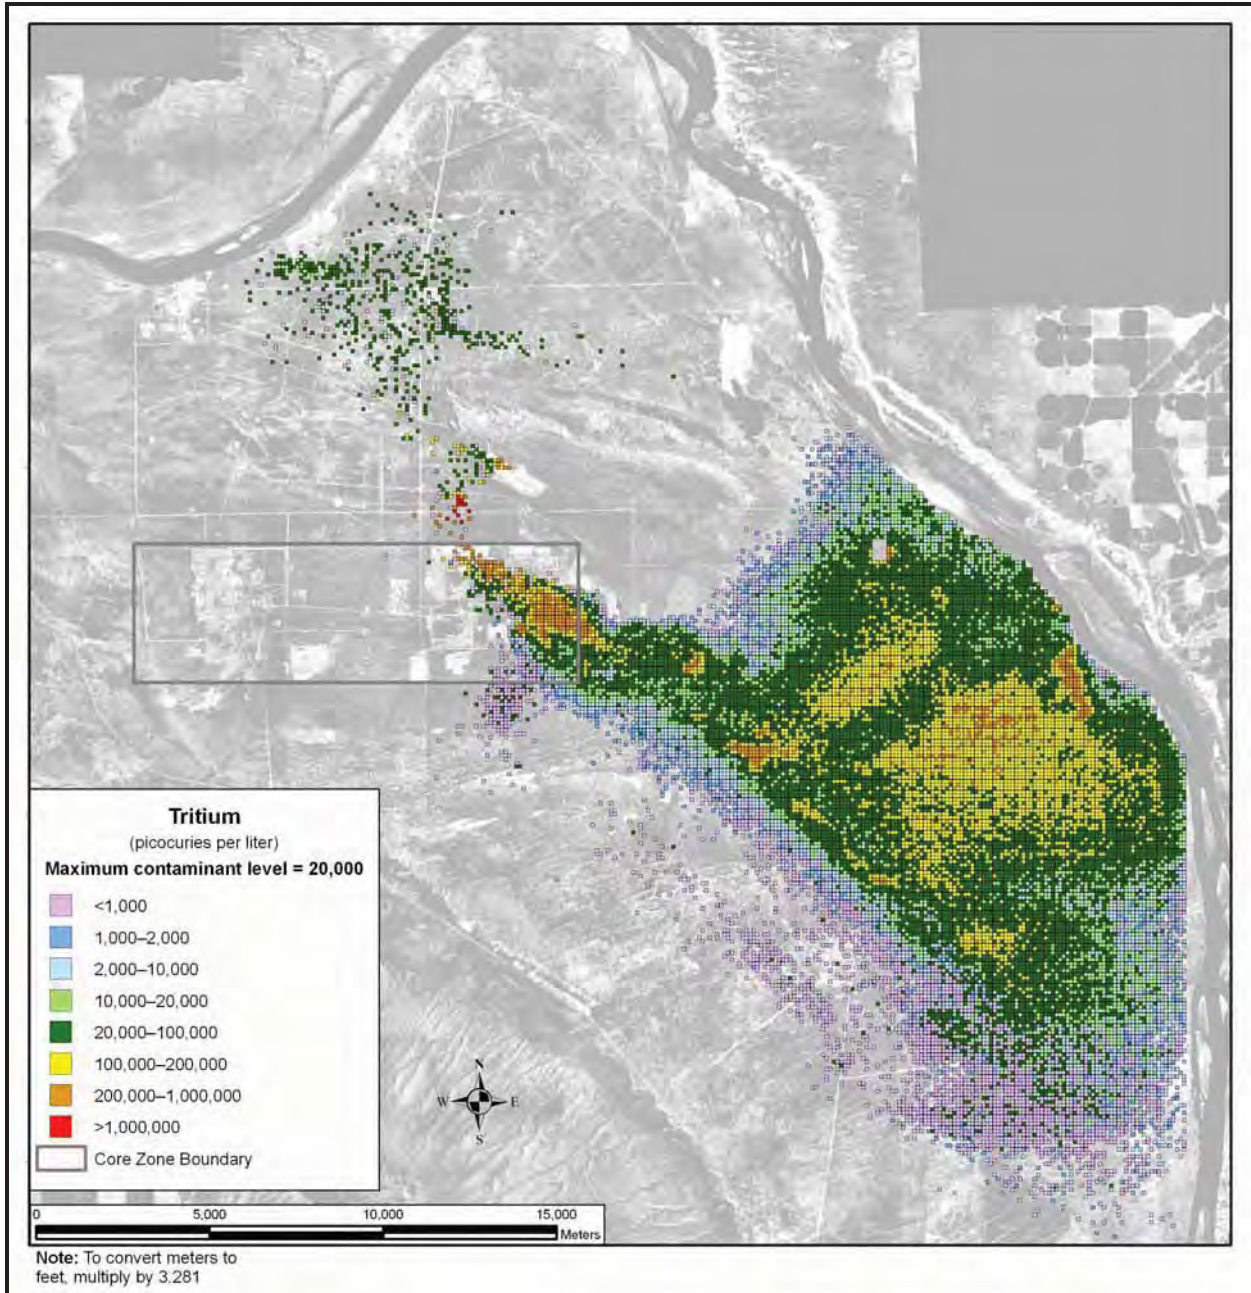 Tritium
(picocuries per liter)
Maximum contaminant level = 20,000
<1,000
1,000–2,000
2,000–10,000
10,000–20,000
20,000–100,000
100,000–200,000
200,000–1,000,000
>1,000,000
Core Zone Boundary
N
W E
S
0 5,000 10,000 15,000
Meters
Note: To convert meters to
feet, multiply by 3.281